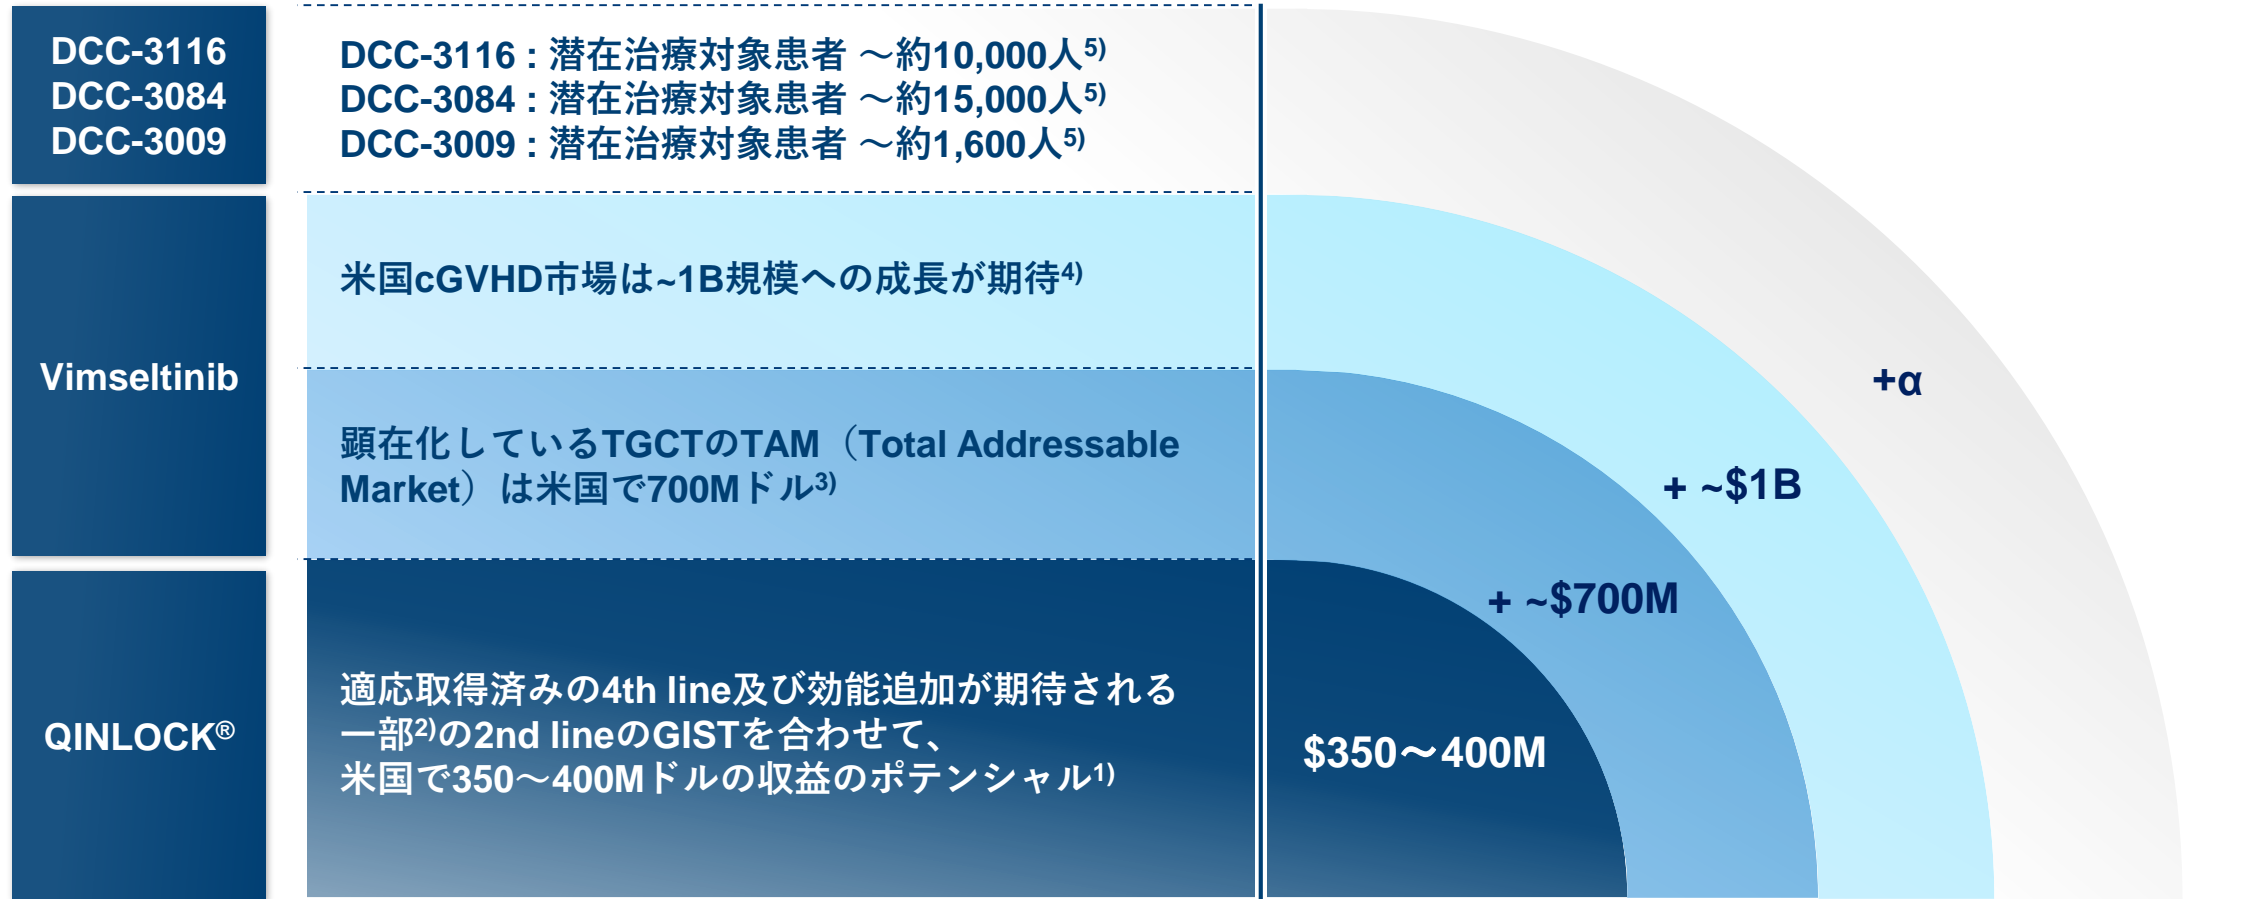 DCC-3116
DCC-3084
DCC-3009
DCC-3116 : 潜在治療対象患者 ～約10,000人5)
DCC-3084 : 潜在治療対象患者 ～約15,000人5)
DCC-3009 : 潜在治療対象患者 ～約1,600人5)
Vimseltinib
米国cGVHD市場は~1B規模への成長が期待4)
顕在化しているTGCTのTAM（Total Addressable
Market）は米国で700Mドル3)
QINLOCK®
適応取得済みの4th line及び効能追加が期待される
一部2)の2nd lineのGISTを合わせて、
米国で350～400Mドルの収益のポテンシャル1)
+α
+ ~$1B
+ ~$700M
$350～400M